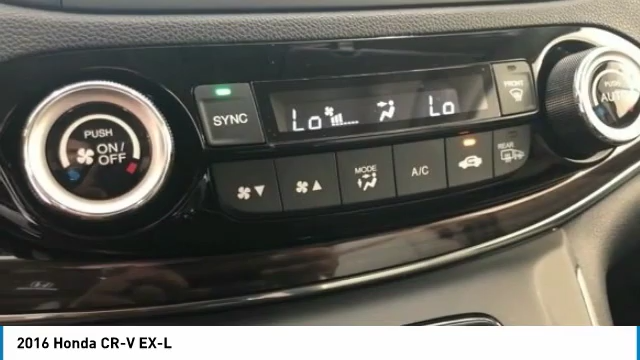 PUSH
ON/
OFF
SYNC
Lo
Lo
FRONT
PUSH
AUTO
MODE
A/C
REAR
2016 Honda CR-V EX-L